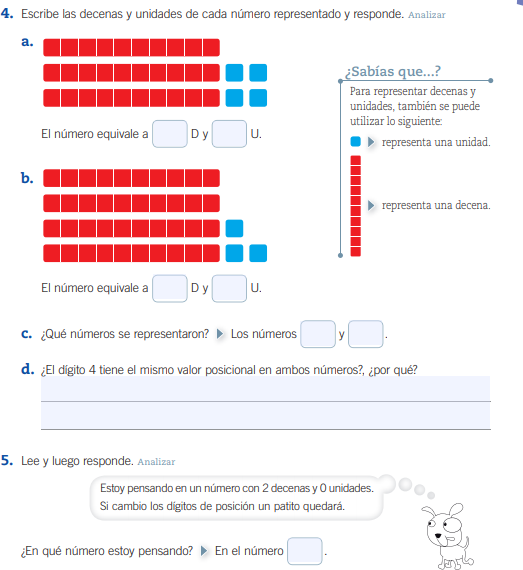 4. Escribe las decenas y unidades de cada número representado y responde. Analizar
a.
El número equivale a D y U.
b.
El número equivale a D y U.
¿Sabías que...?
Para representar decenas y
unidades, también se puede
utilizar lo siguiente:
representa una unidad.
representa una decena.
c. ¿Qué números se representaron? Los números y .
d. ¿El dígito 4 tiene el mismo valor posicional en ambos números?, ¿por qué?
5. Lee y luego responde. Analizar
Estoy pensando en un número con 2 decenas y 0 unidades.
Si cambio los dígitos de posición un patito quedará.
¿En qué número estoy pensando? En el número .